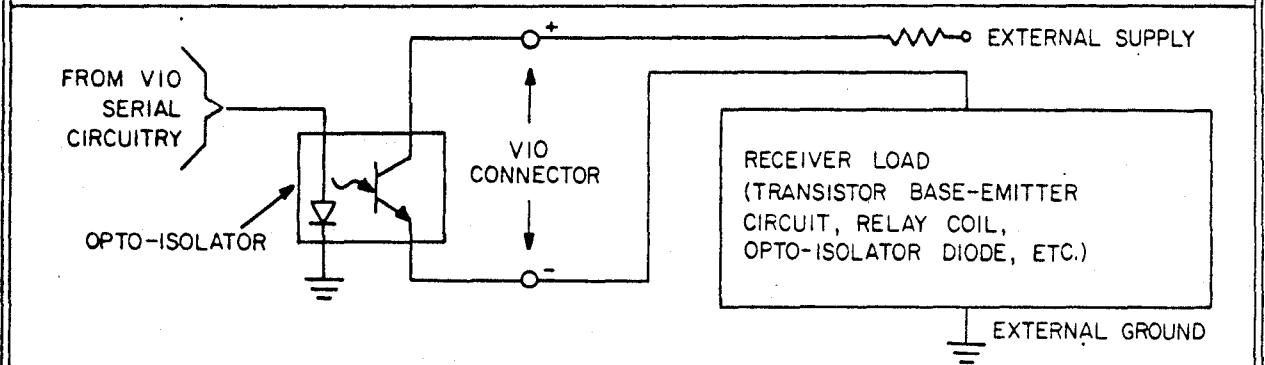 +
EXTERNAL SUPPLY
FROM VIO
SERIAL
CIRCUITRY
VIO
CONNECTOR
RECEIVER LOAD
(TRANSISTOR BASE-EMITTER
CIRCUIT, RELAY COIL,
OPTO-ISOLATOR DIODE, ETC.)
OPTO-ISOLATOR
-
EXTERNAL GROUND